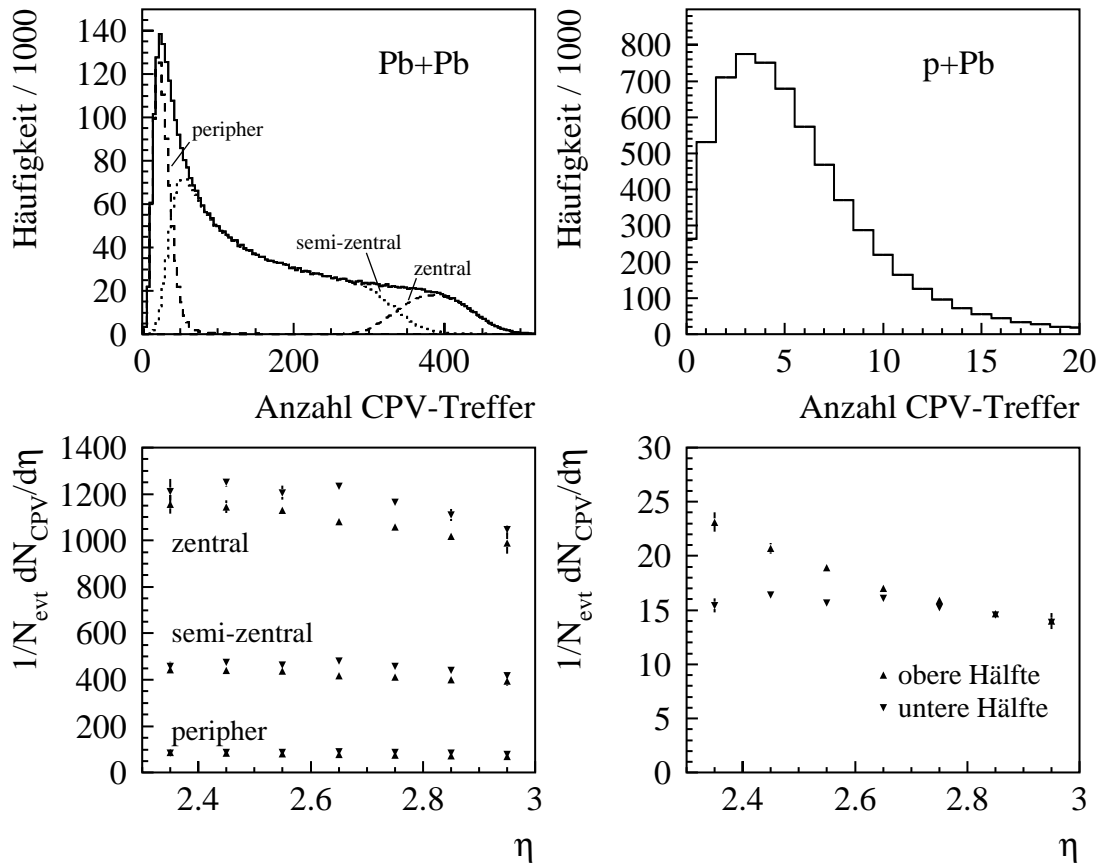 Häufigkeit / 1000
140
120
100
80
60
40
20
0
Pb+Pb
peripher
semi-zentral
zentral
0
200
400
Anzahl CPV-Treffer
Häufigkeit / 1000
800
700
600
500
400
300
200
100
0
p+Pb
0
5
10
15
20
Anzahl CPV-Treffer
1/N_evt dN_CPV/dη
1400
1200
1000
800
600
400
200
0
zentral
semi-zentral
peripher
2.4
2.6
2.8
3
η
1/N_evt dN_CPV/dη
30
25
20
15
10
5
0
obere Hälfte
untere Hälfte
2.4
2.6
2.8
3
η